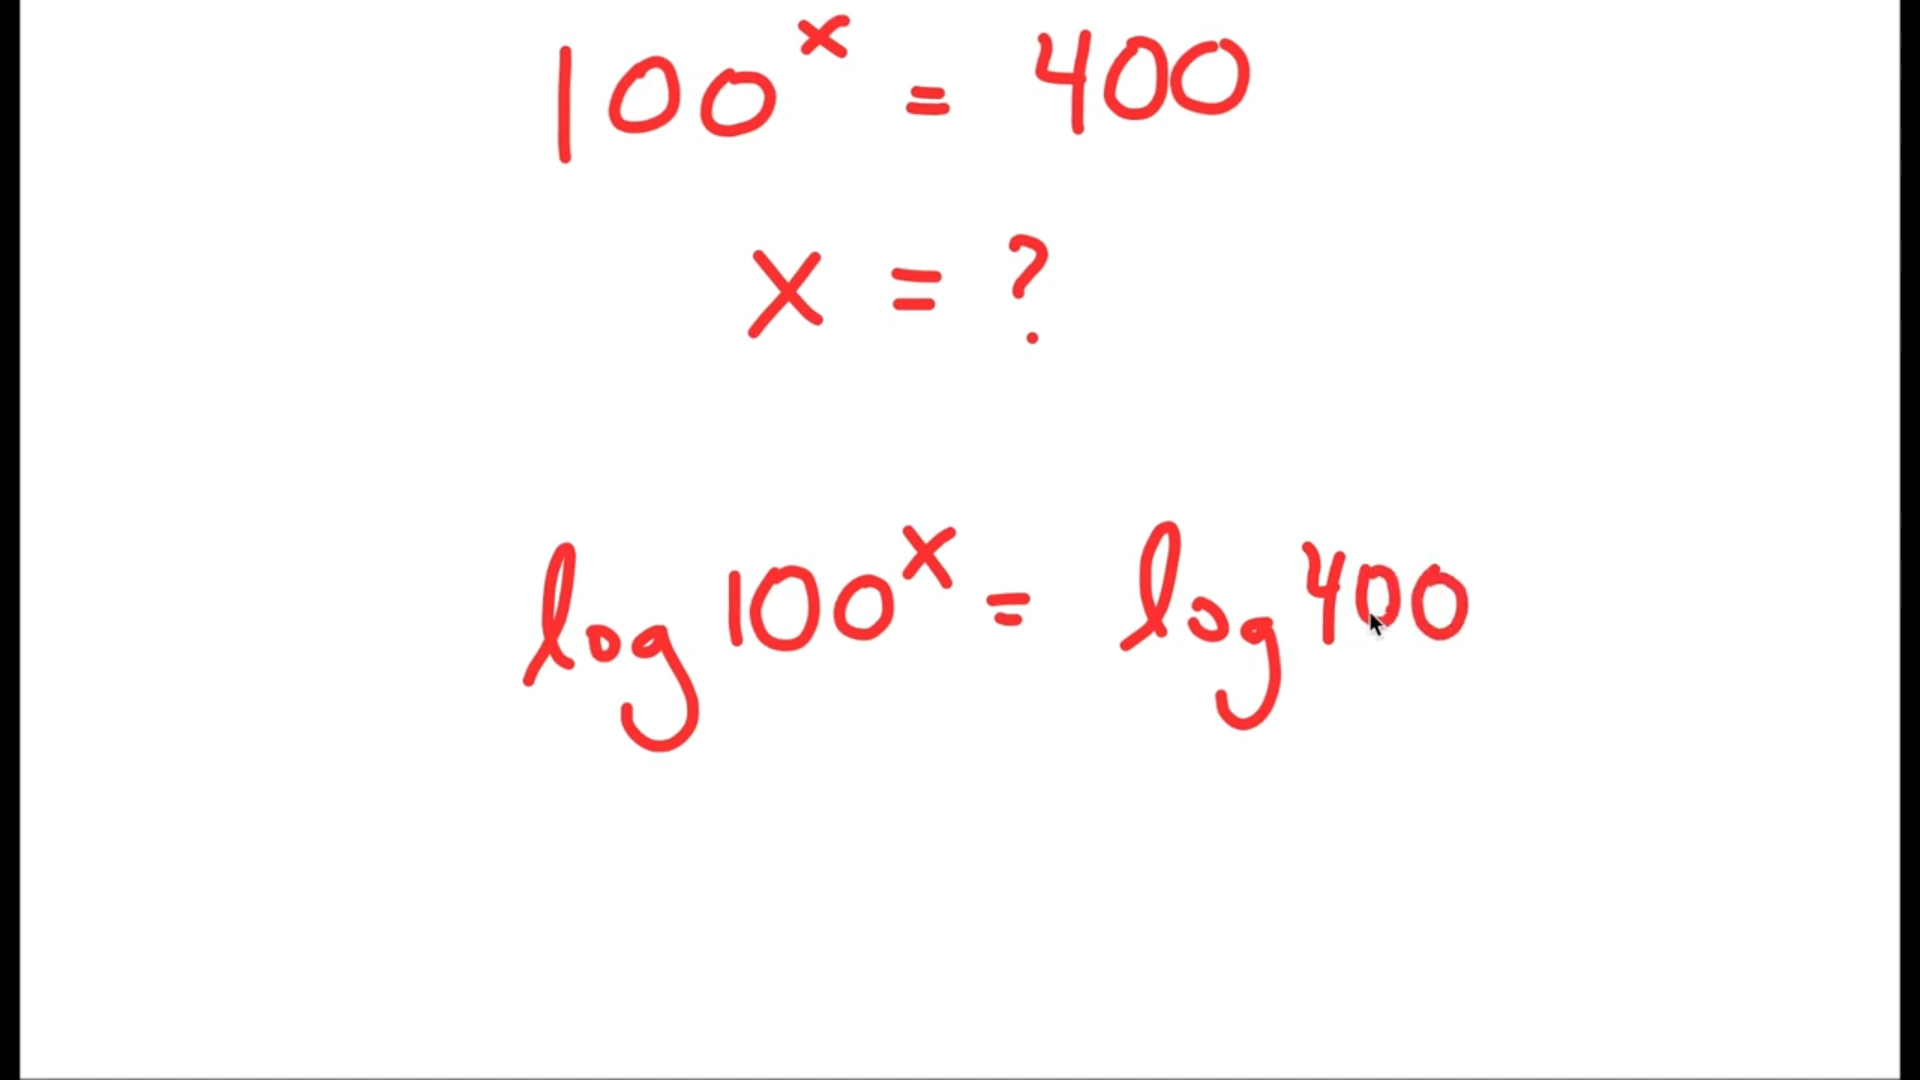 100^x = 400
x = ?
log 100^x = log 400